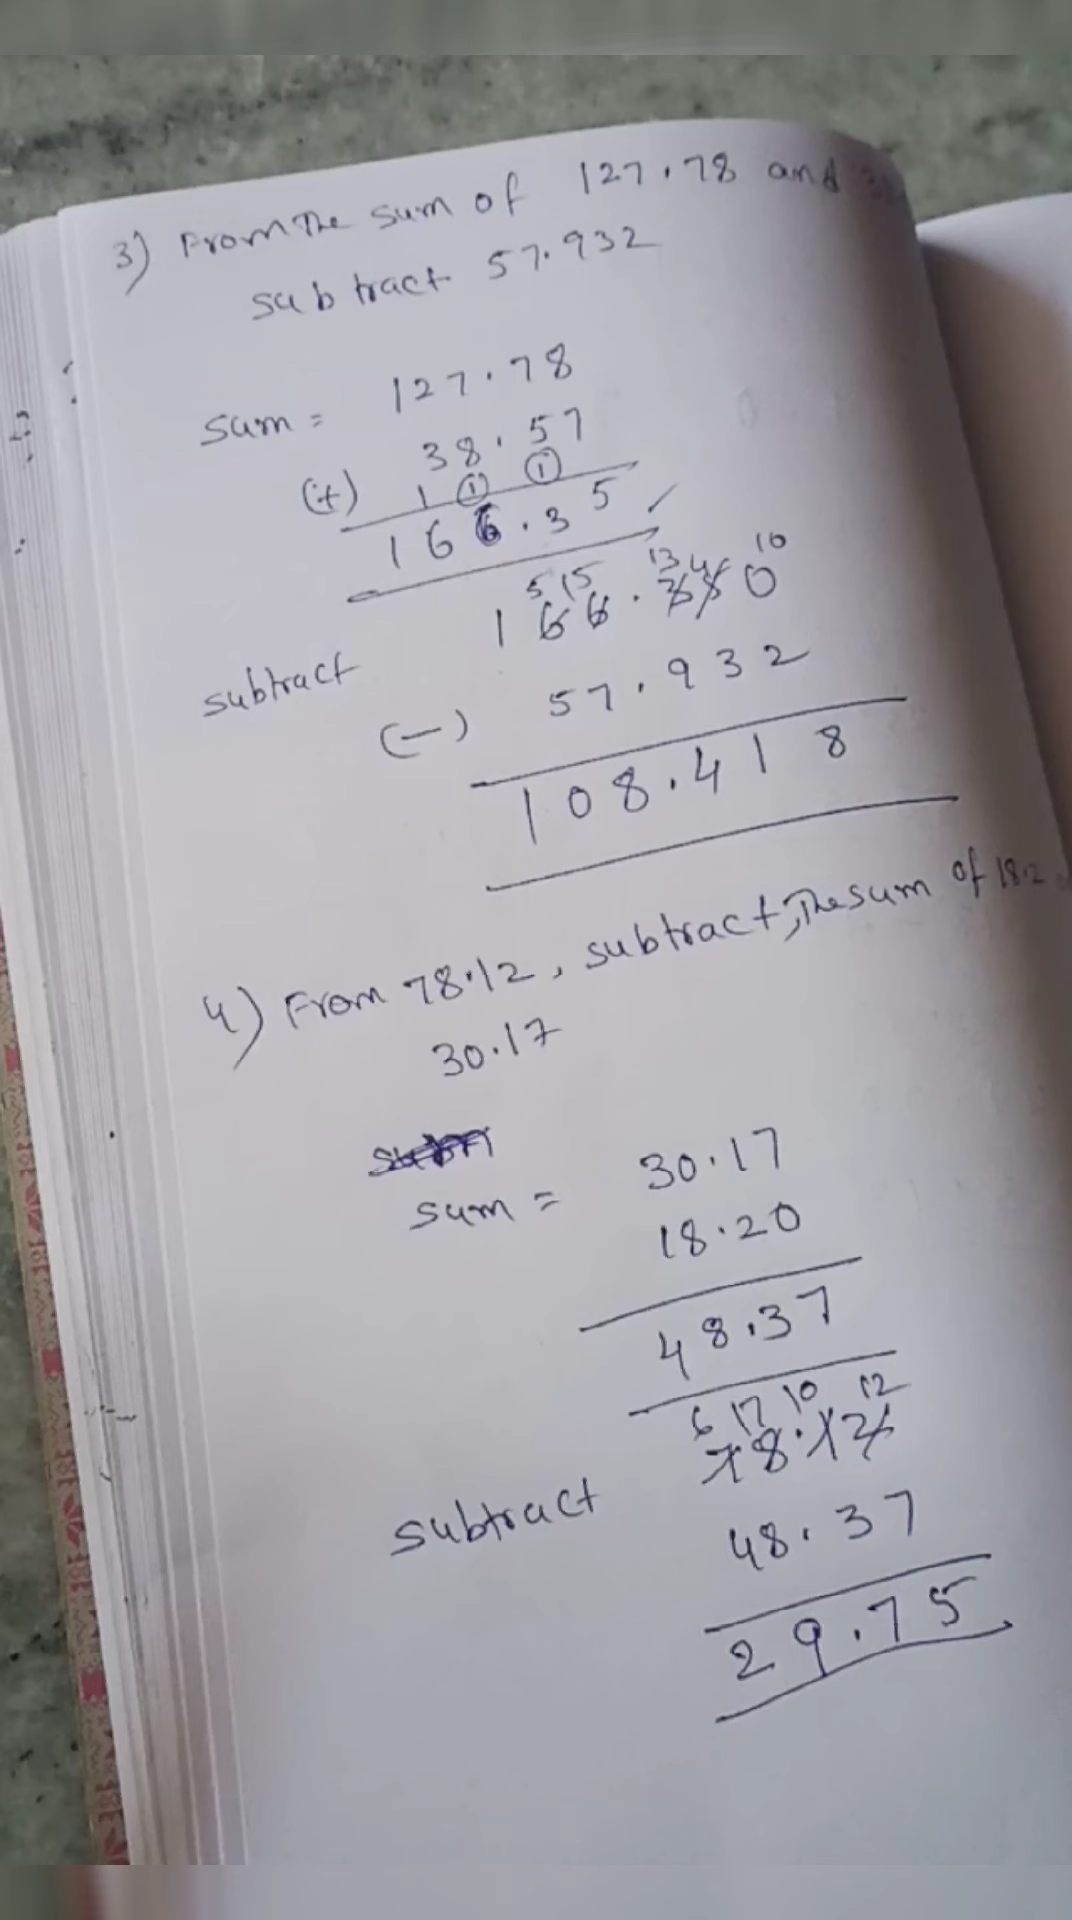 3) From The sum of 127.78 and 3
subtract 57.932
sum = 127.78
(+) 38.57
1 1 1
166.35
5 15 13 4 10
subtract 166.350
(-) 57.932
108.418
4) From 78.12, subtract, The sum of 18.2
30.17
sum = 30.17
18.20
48.37
6 17 10 12
subtract 78.12
48.37
29.75